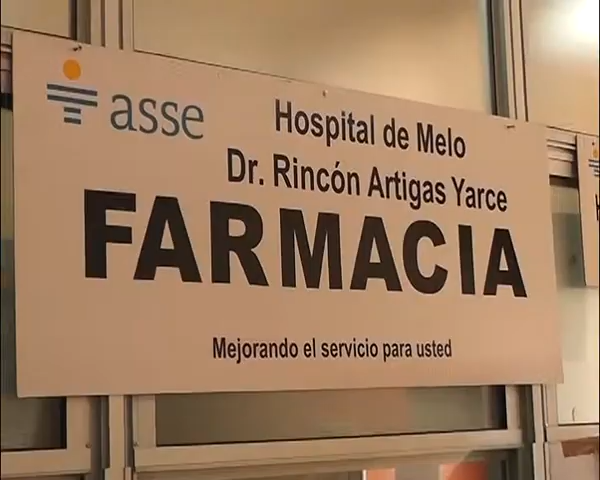 asse
Hospital de Melo
Dr. Rincón Artigas Yarce
FARMACIA
Mejorando el servicio para usted